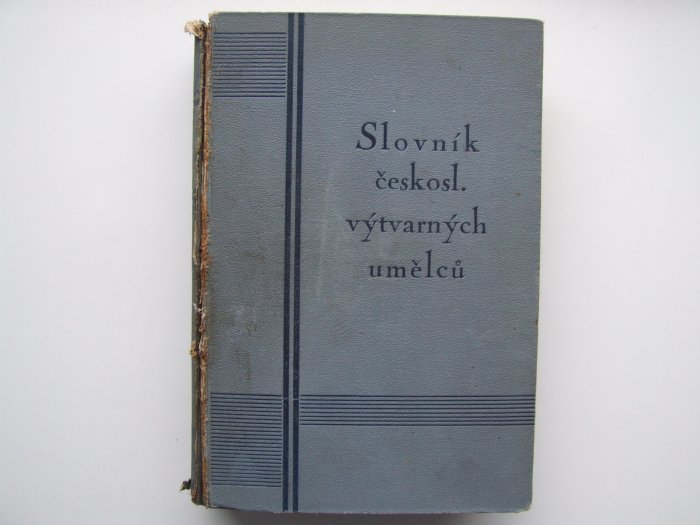 Slovník
českosl.
výtvarných
umělců